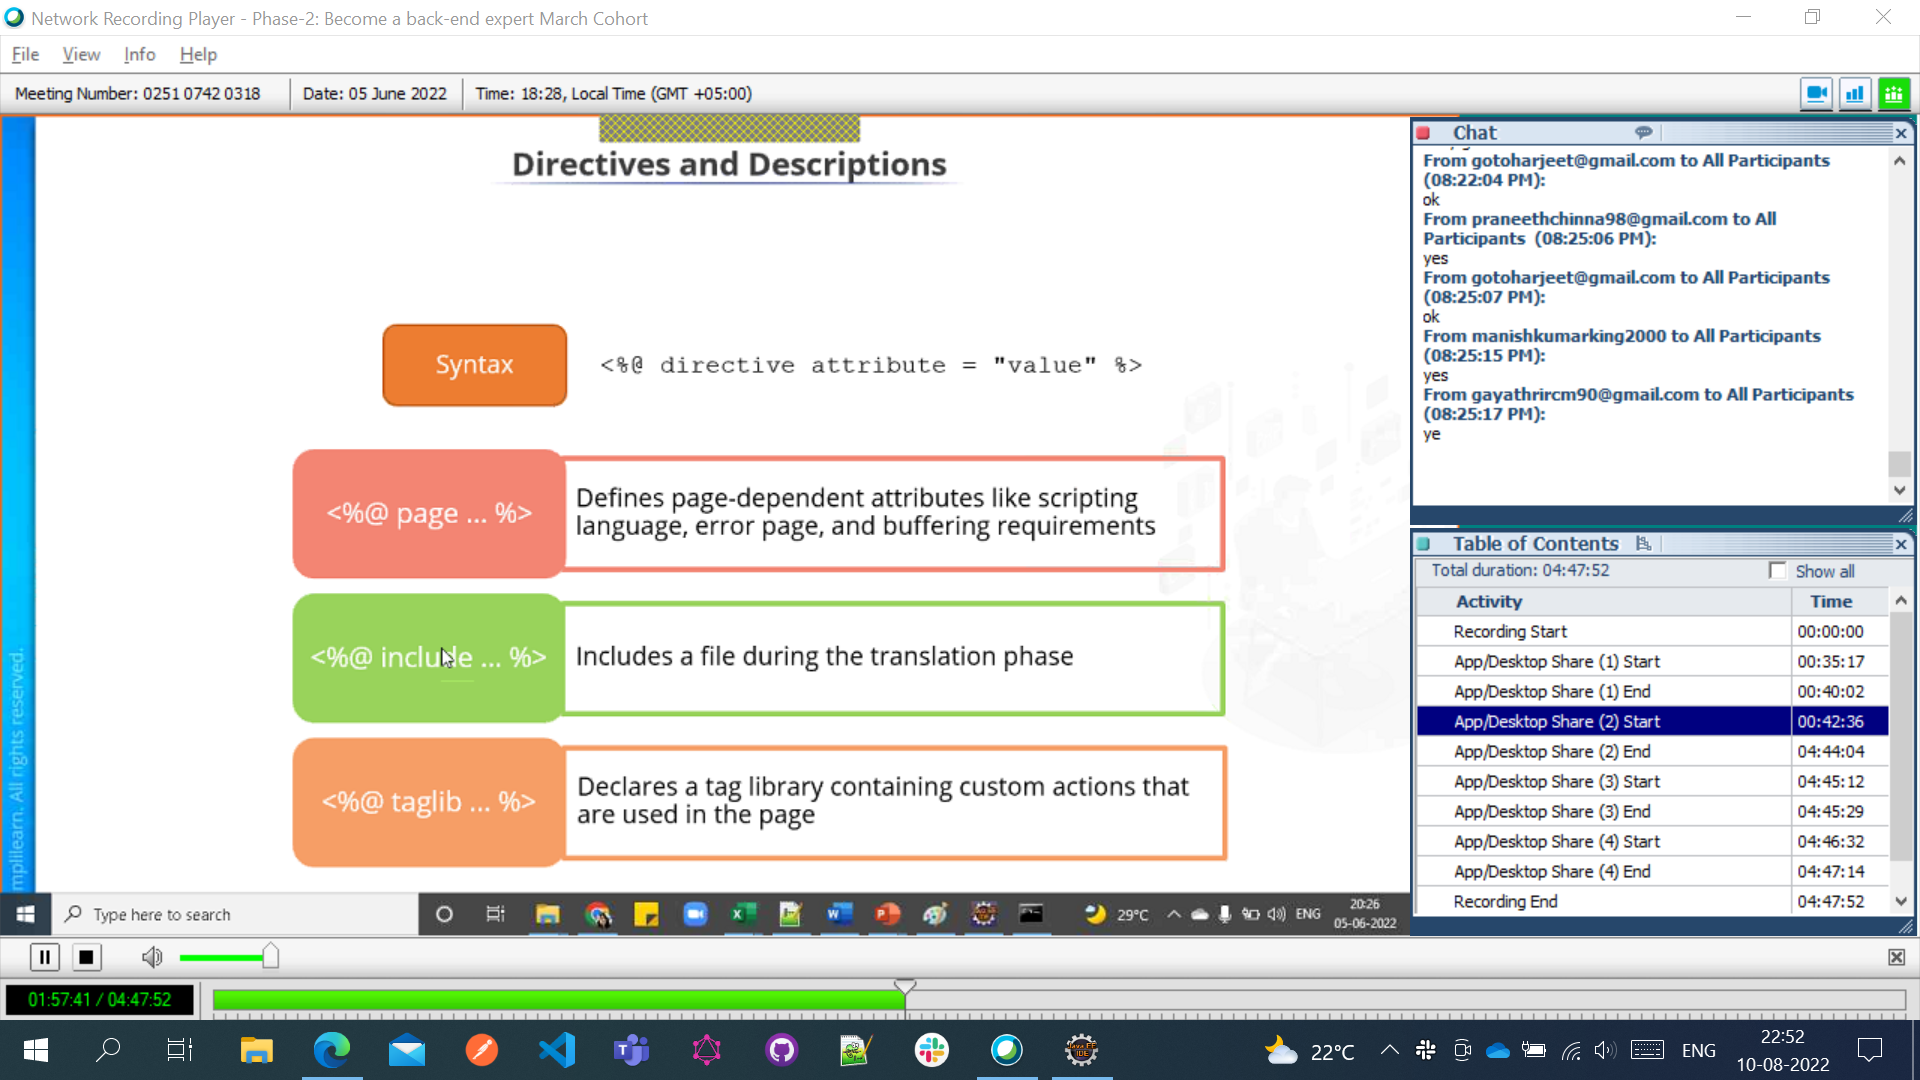 Network Recording Player - Phase-2: Become a back-end expert March Cohort
File View Info Help
Meeting Number: 0251 0742 0318
Date: 05 June 2022
Time: 18:28, Local Time (GMT +05:00)
Directives and Descriptions
Syntax
<%@ directive attribute = "value" %>
<%@ page ... %>
Defines page-dependent attributes like scripting
language, error page, and buffering requirements
<%@ include ... %>
Includes a file during the translation phase
<%@ taglib ... %>
Declares a tag library containing custom actions that
are used in the page
mplilearn. All rights reserved.
Type here to search
29°C
ENG
20:26
05-06-2022
Chat
From gotoharjeet@gmail.com to All Participants
(08:22:04 PM):
ok
From praneethchinna98@gmail.com to All
Participants (08:25:06 PM):
yes
From gotoharjeet@gmail.com to All Participants
(08:25:07 PM):
ok
From manishkumarking2000 to All Participants
(08:25:15 PM):
yes
From gayathrircm90@gmail.com to All Participants
(08:25:17 PM):
ye
Table of Contents
Total duration: 04:47:52
Show all
Activity Time
Recording Start 00:00:00
App/Desktop Share (1) Start 00:35:17
App/Desktop Share (1) End 00:40:02
App/Desktop Share (2) Start 00:42:36
App/Desktop Share (2) End 04:44:04
App/Desktop Share (3) Start 04:45:12
App/Desktop Share (3) End 04:45:29
App/Desktop Share (4) Start 04:46:32
App/Desktop Share (4) End 04:47:14
Recording End 04:47:52
01:57:41 / 04:47:52
22°C
ENG
22:52
10-08-2022